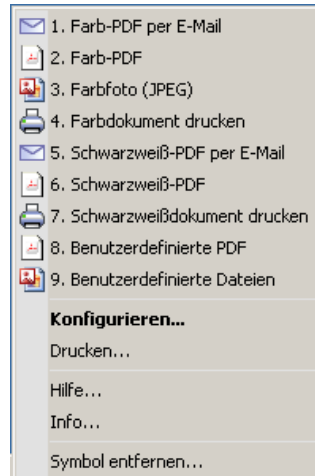 1. Farb-PDF per E-Mail
2. Farb-PDF
3. Farbfoto (JPEG)
4. Farbdokument drucken
5. Schwarzweiß-PDF per E-Mail
6. Schwarzweiß-PDF
7. Schwarzweißdokument drucken
8. Benutzerdefinierte PDF
9. Benutzerdefinierte Dateien
Konfigurieren...
Drucken...
Hilfe...
Info...
Symbol entfernen...